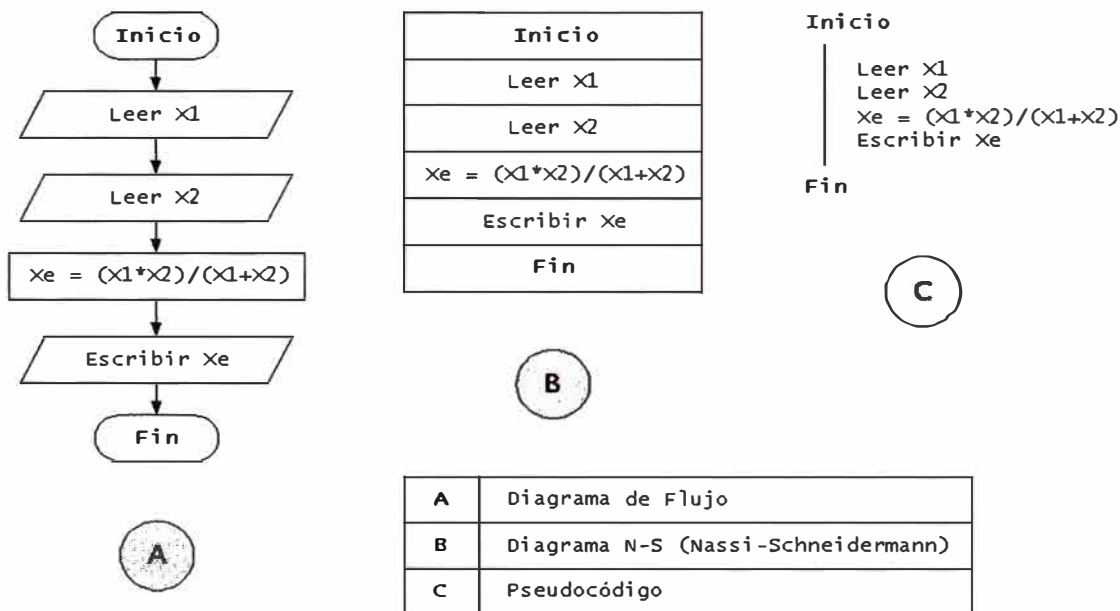 Inicio
Leer X1
Leer X2
Xe = (X1*X2)/(X1+X2)
Escribir Xe
Fin
A
Inicio
Leer X1
Leer X2
Xe = (X1*X2)/(X1+X2)
Escribir Xe
Fin
B
Inicio
Leer X1
Leer X2
Xe = (X1*X2)/(X1+X2)
Escribir Xe
Fin
C
A Diagrama de Flujo
B Diagrama N-S (Nassi-Schneidermann)
C Pseudocódigo